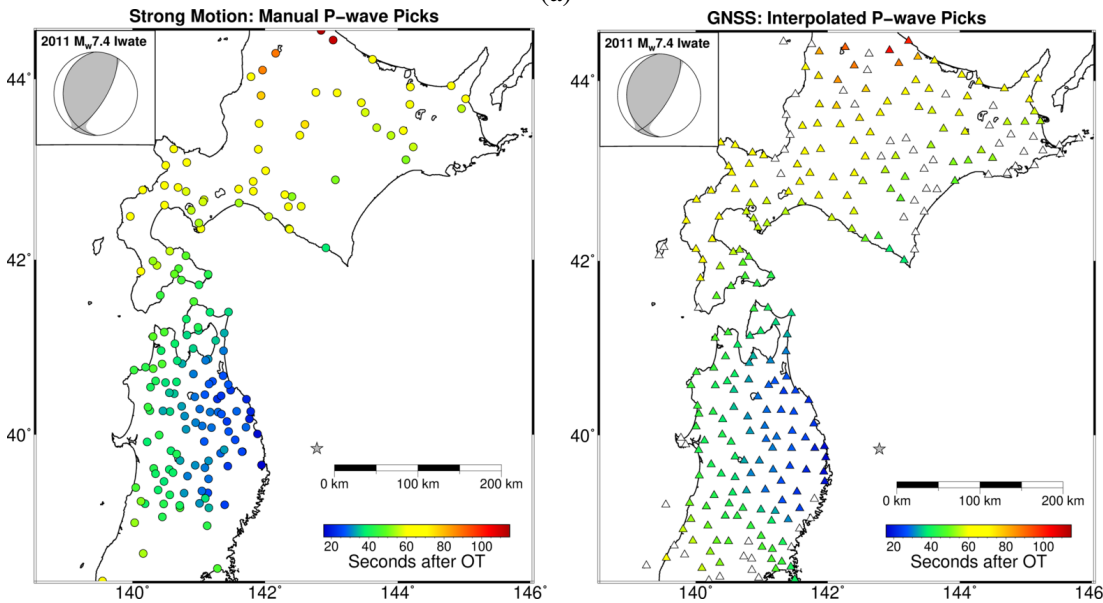 (a)
Strong Motion: Manual P−wave Picks
2011 Mw7.4 Iwate
44°
42°
40°
0 km 100 km 200 km
20 40 60 80 100
Seconds after OT
140° 142° 144° 146°
GNSS: Interpolated P−wave Picks
2011 Mw7.4 Iwate
44°
42°
40°
0 km 100 km 200 km
20 40 60 80 100
Seconds after OT
140° 142° 144° 146